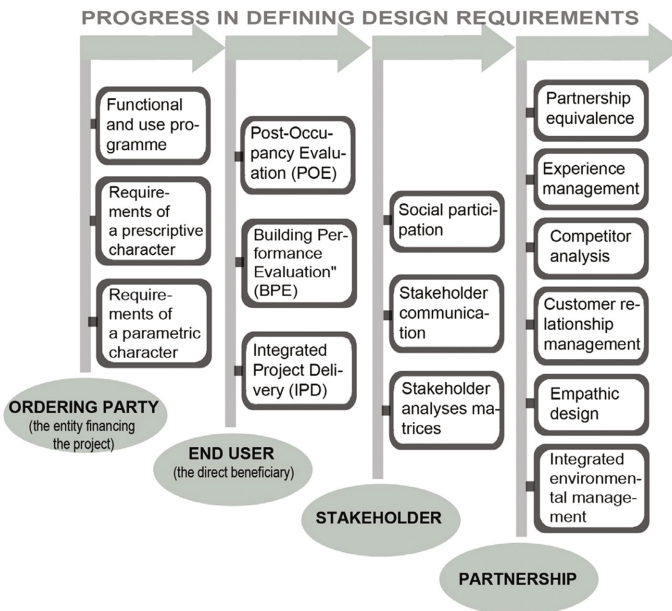 PROGRESS IN DEFINING DESIGN REQUIREMENTS
Functional
and use pro-
gramme
Require-
ments of
a prescriptive
character
Require-
ments of
a parametric
character
ORDERING PARTY
(the entity financing
the project)
Post-Occu-
pancy Evalu-
ation (POE)
Building Per-
formance
Evaluation"
(BPE)
Integrated
Project Deli-
very (IPD)
END USER
(the direct beneficiary)
Social partici-
pation
Stakeholder
communica-
tion
Stakeholder
analyses ma-
trices
STAKEHOLDER
Partnership
equivalence
Experience
management
Competitor
analysis
Customer re-
lationship
management
Empathic
design
Integrated
environmen-
tal manage-
ment
PARTNERSHIP